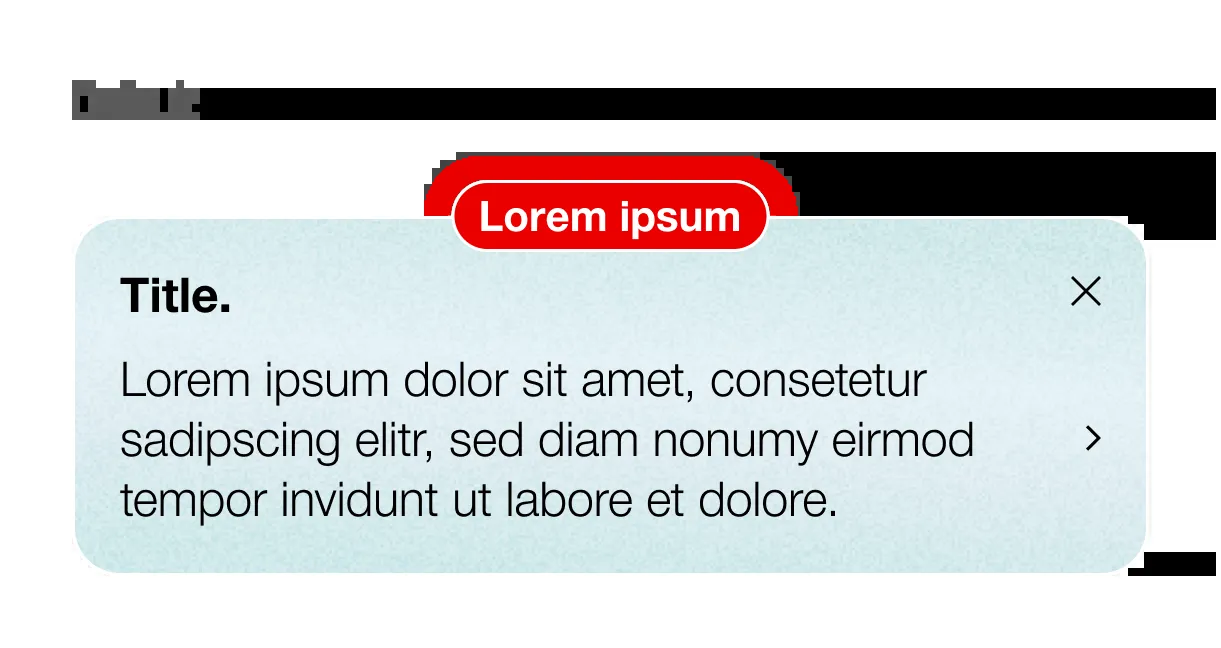 Lorem ipsum
Title.
Lorem ipsum dolor sit amet, consetetur
sadipscing elitr, sed diam nonumy eirmod
tempor invidunt ut labore et dolore.